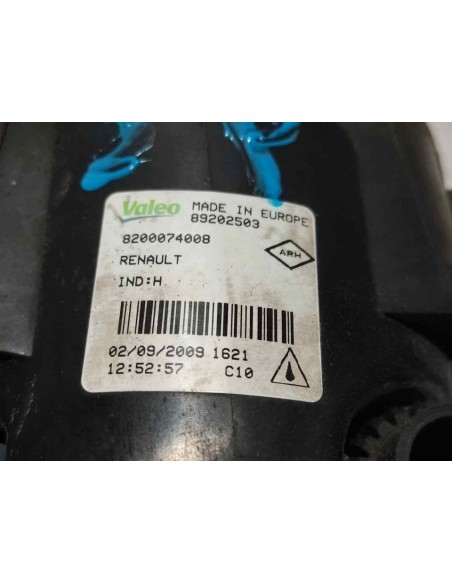 Valeo MADE IN EUROPE
89202503
8200074008
RENAULT
ARH
IND:H
02/09/2009 1621
12:52:57 C10